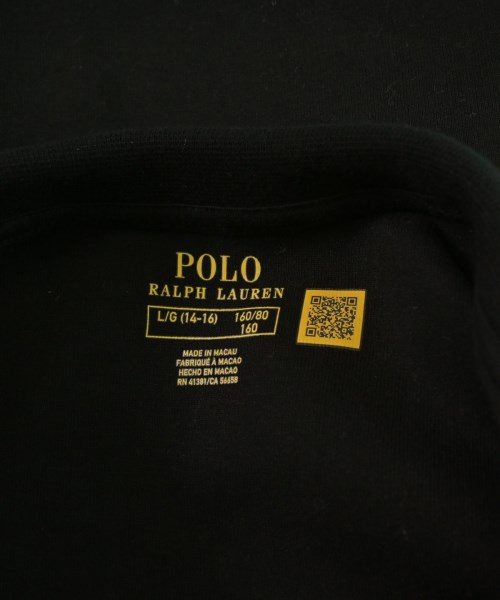 POLO
RALPH LAUREN
L/G (14-16) 160/80
160
MADE IN MACAU
FABRIQUÉ À MACAO
HECHO EN MACAO
RN 41381/CA 56658